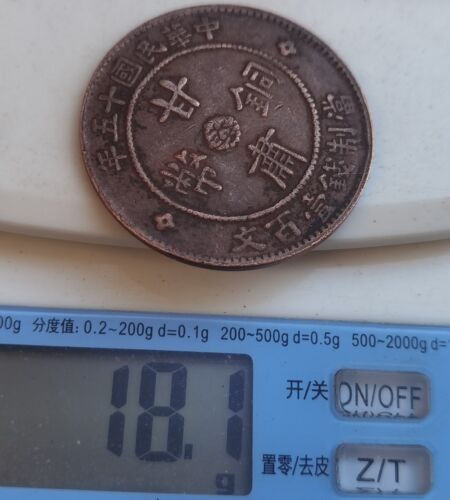 中華民國十五年
甘肅銅幣
當制錢壹百文
00g 分度值: 0.2~200g d=0.1g 200~500g d=0.5g 500~2000g d=
18.1 g
开/关 ON/OFF
置零/去皮 Z/T